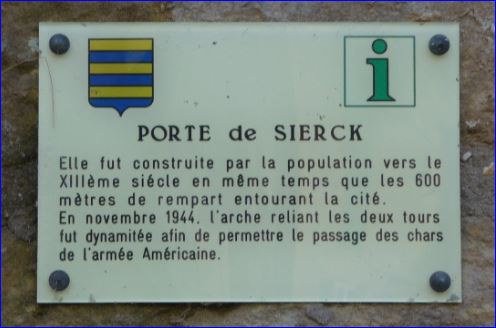 i
PORTE de SIERCK
Elle fut construite par la population vers le
XIIIème siécle en même temps que les 600
mètres de rempart entourant la cité.
En novembre 1944, l'arche reliant les deux tours
fut dynamitée afin de permettre le passage des chars
de l'armée Américaine.